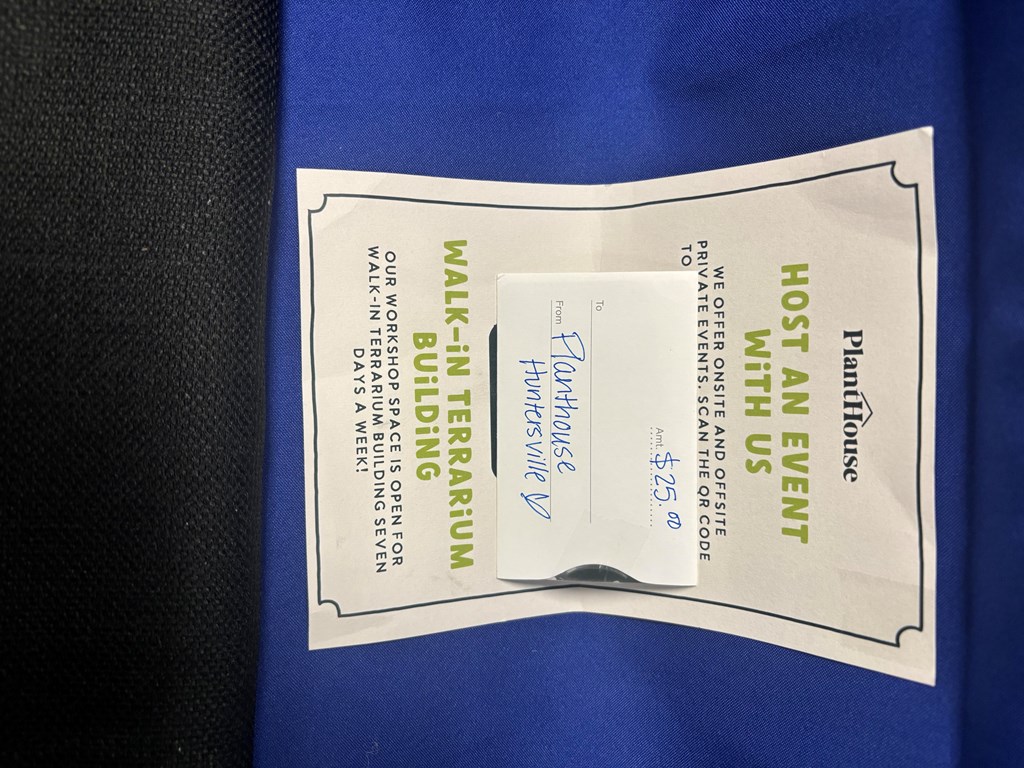 PlantHouse
HOST AN EVENT
WiTH US
WE OFFER ONSITE AND OFFSITE
PRIVATE EVENTS. SCAN THE QR CODE
TO
Amt. $25.00
To
From Planthouse
Huntersville
WALK-iN TERRARiUM
BUiLDiNG
OUR WORKSHOP SPACE IS OPEN FOR
WALK-IN TERRARIUM BUILDING SEVEN
DAYS A WEEK!